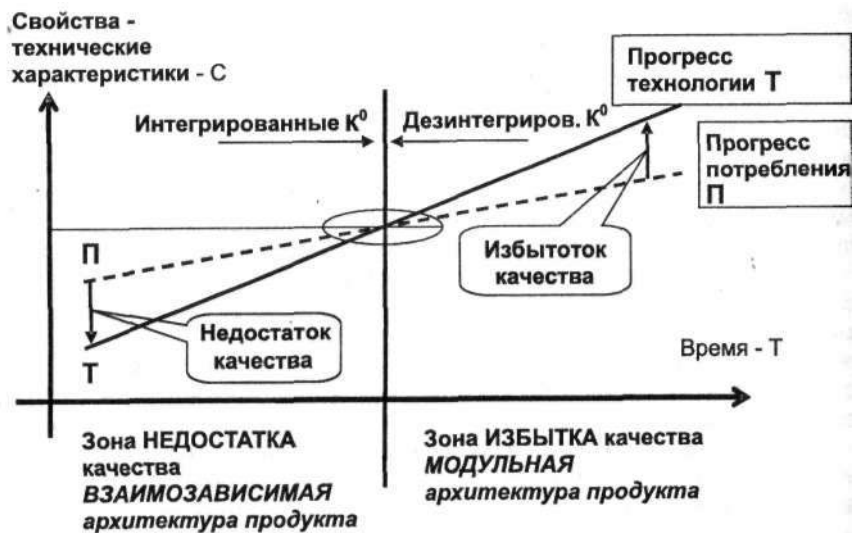 Свойства -
технические
характеристики - С
Прогресс
технологии Т
Интегрированные К⁰
Дезинтегриров. К⁰
Прогресс
потребления
П
П
Избытоток
качества
Недостаток
качества
Т
Время - Т
Зона НЕДОСТАТКА
качества
ВЗАИМОЗАВИСИМАЯ
архитектура продукта
Зона ИЗБЫТКА качества
МОДУЛЬНАЯ
архитектура продукта